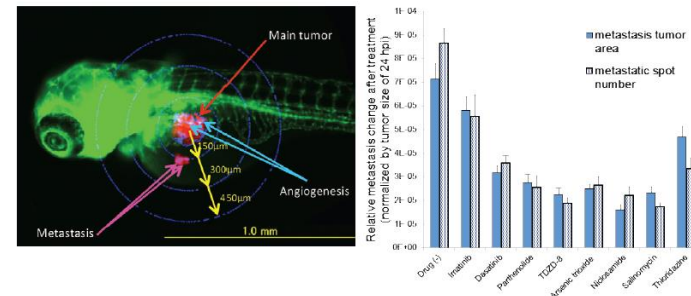 Main tumor
150μm
300μm
450μm
Angiogenesis
Metastasis
1.0 mm
Relative metastasis change after treatment
(normalized by tumor size of 24 hpi)
1E-04
9E-05
8E-05
7E-05
6E-05
5E-05
4E-05
3E-05
2E-05
1E-05
0E+00
metastasis tumor
area
metastatic spot
number
Drug (-)
Imatinib
Dasatinib
Parthenolide
TDZD-8
Arsenic trioxide
Niclosamide
Salinomycin
Thioridazine